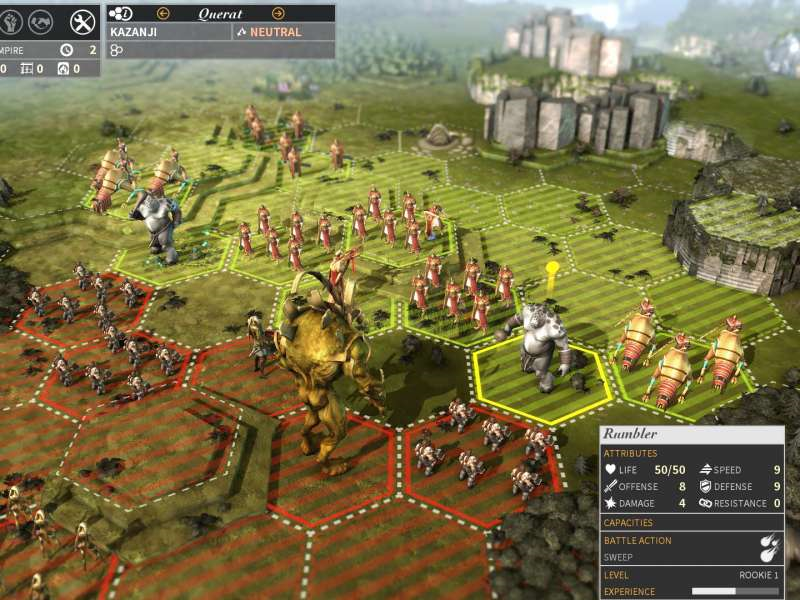 Querat
KAZANJI
NEUTRAL
MPIRE 2
0 0 0
Rumbler
ATTRIBUTES
LIFE 50/50 SPEED 9
OFFENSE 8 DEFENSE 9
DAMAGE 4 RESISTANCE 0
CAPACITIES
BATTLE ACTION
SWEEP
LEVEL ROOKIE 1
EXPERIENCE